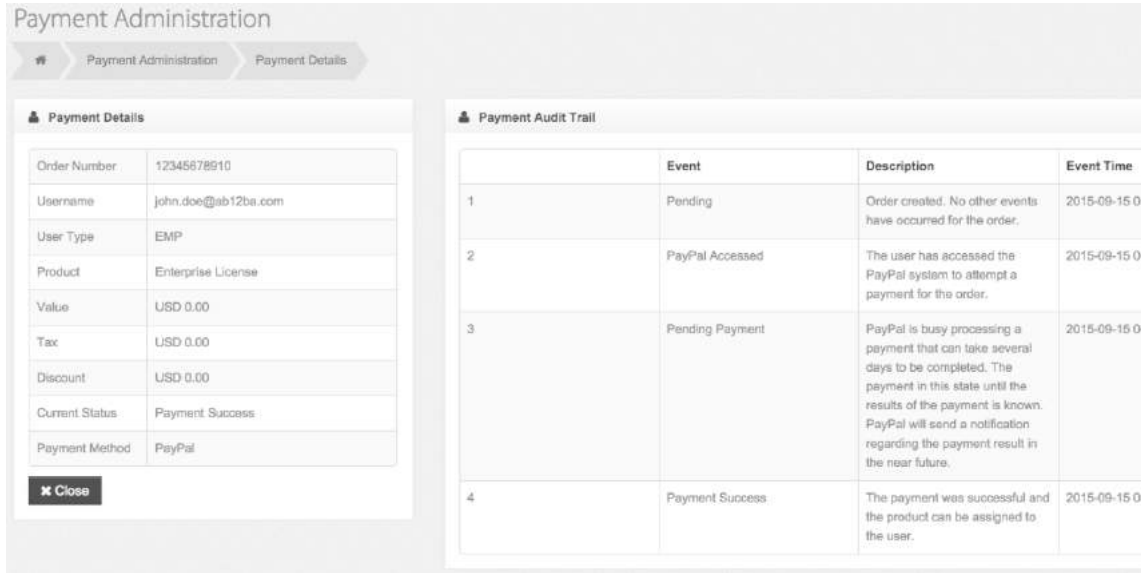 Payment Administration
Payment Administration
Payment Details
Payment Details
Order Number 12345678910
Username john.doe@ab12ba.com
User Type EMP
Product Enterprise License
Value USD 0.00
Tax USD 0.00
Discount USD 0.00
Current Status Payment Success
Payment Method PayPal
✖ Close
Payment Audit Trail
Event Description Event Time
1 Pending Order created. No other events 2015-09-15 0
have occurred for the order.
2 PayPal Accessed The user has accessed the 2015-09-15 0
PayPal system to attempt a
payment for the order.
3 Pending Payment PayPal is busy processing a 2015-09-15 0
payment that can take several
days to be completed. The
payment in this state until the
results of the payment is known.
PayPal will send a notification
regarding the payment result in
the near future.
4 Payment Success The payment was successful and 2015-09-15 0
the product can be assigned to
the user.